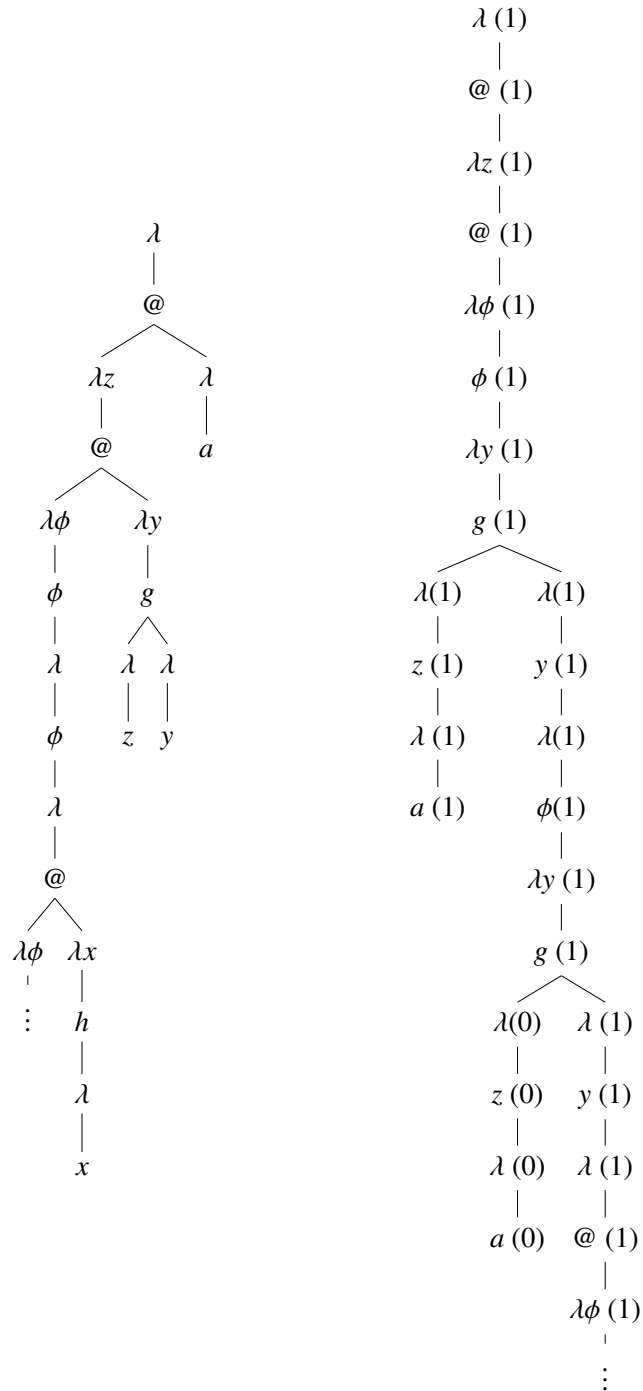 λ
@
λz λ
@ a
λϕ λy
ϕ g
λ λ λ
ϕ z y
λ
@
λϕ λx
⋮ h
λ
x
λ (1)
@ (1)
λz (1)
@ (1)
λϕ (1)
ϕ (1)
λy (1)
g (1)
λ(1) λ(1)
z (1) y (1)
λ (1) λ(1)
a (1) ϕ(1)
λy (1)
g (1)
λ(0) λ (1)
z (0) y (1)
λ (0) λ (1)
a (0) @ (1)
λϕ (1)
⋮